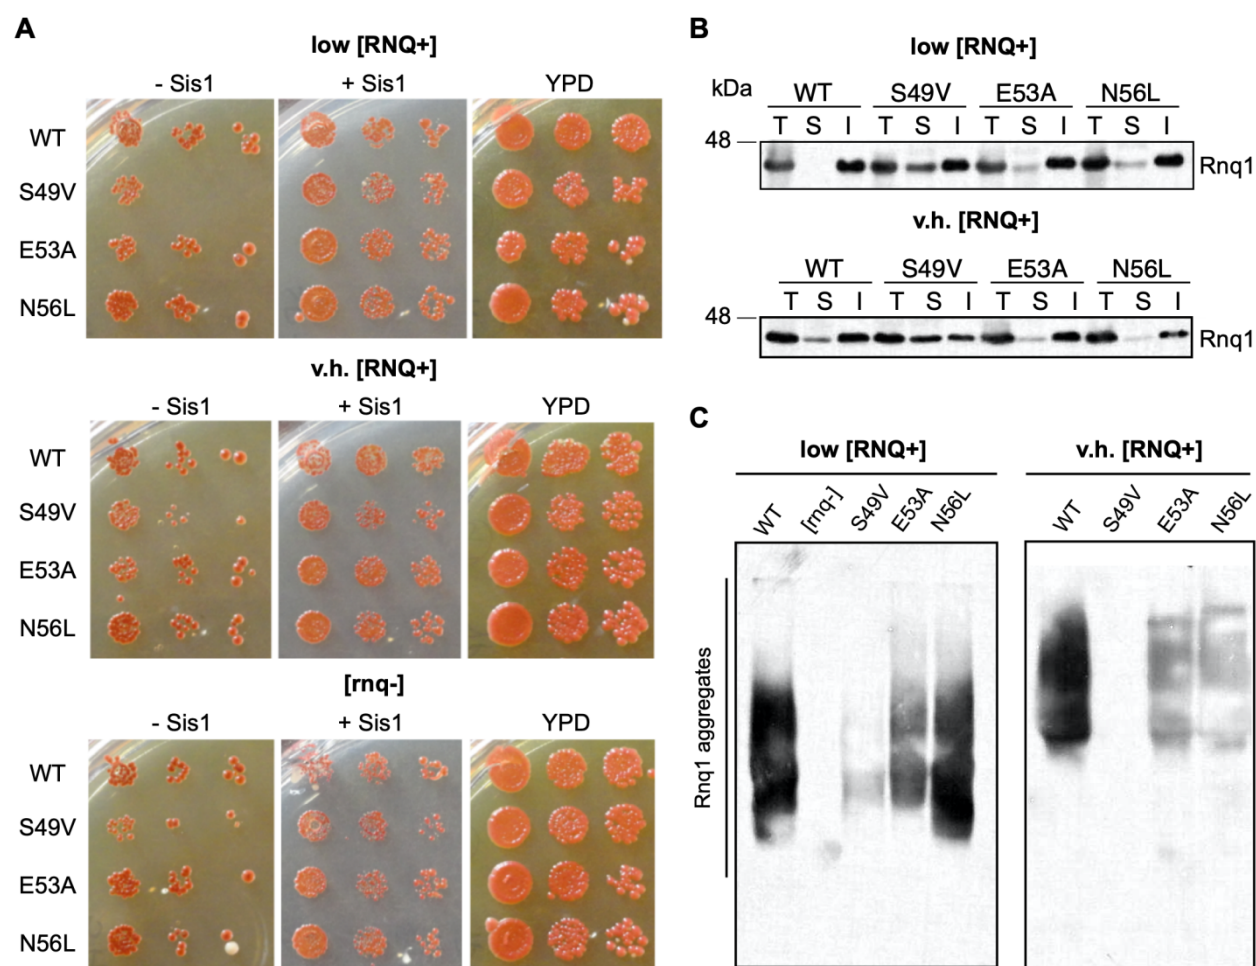 A
low [RNQ+]
- Sis1 + Sis1 YPD
WT
S49V
E53A
N56L
v.h. [RNQ+]
- Sis1 + Sis1 YPD
WT
S49V
E53A
N56L
[rnq-]
- Sis1 + Sis1 YPD
WT
S49V
E53A
N56L
B
low [RNQ+]
kDa WT S49V E53A N56L
T S I T S I T S I T S I
48
Rnq1
v.h. [RNQ+]
WT S49V E53A N56L
T S I T S I T S I T S I
48
Rnq1
C
low [RNQ+] v.h. [RNQ+]
WT [rnq-] S49V E53A N56L WT S49V E53A N56L
Rnq1 aggregates